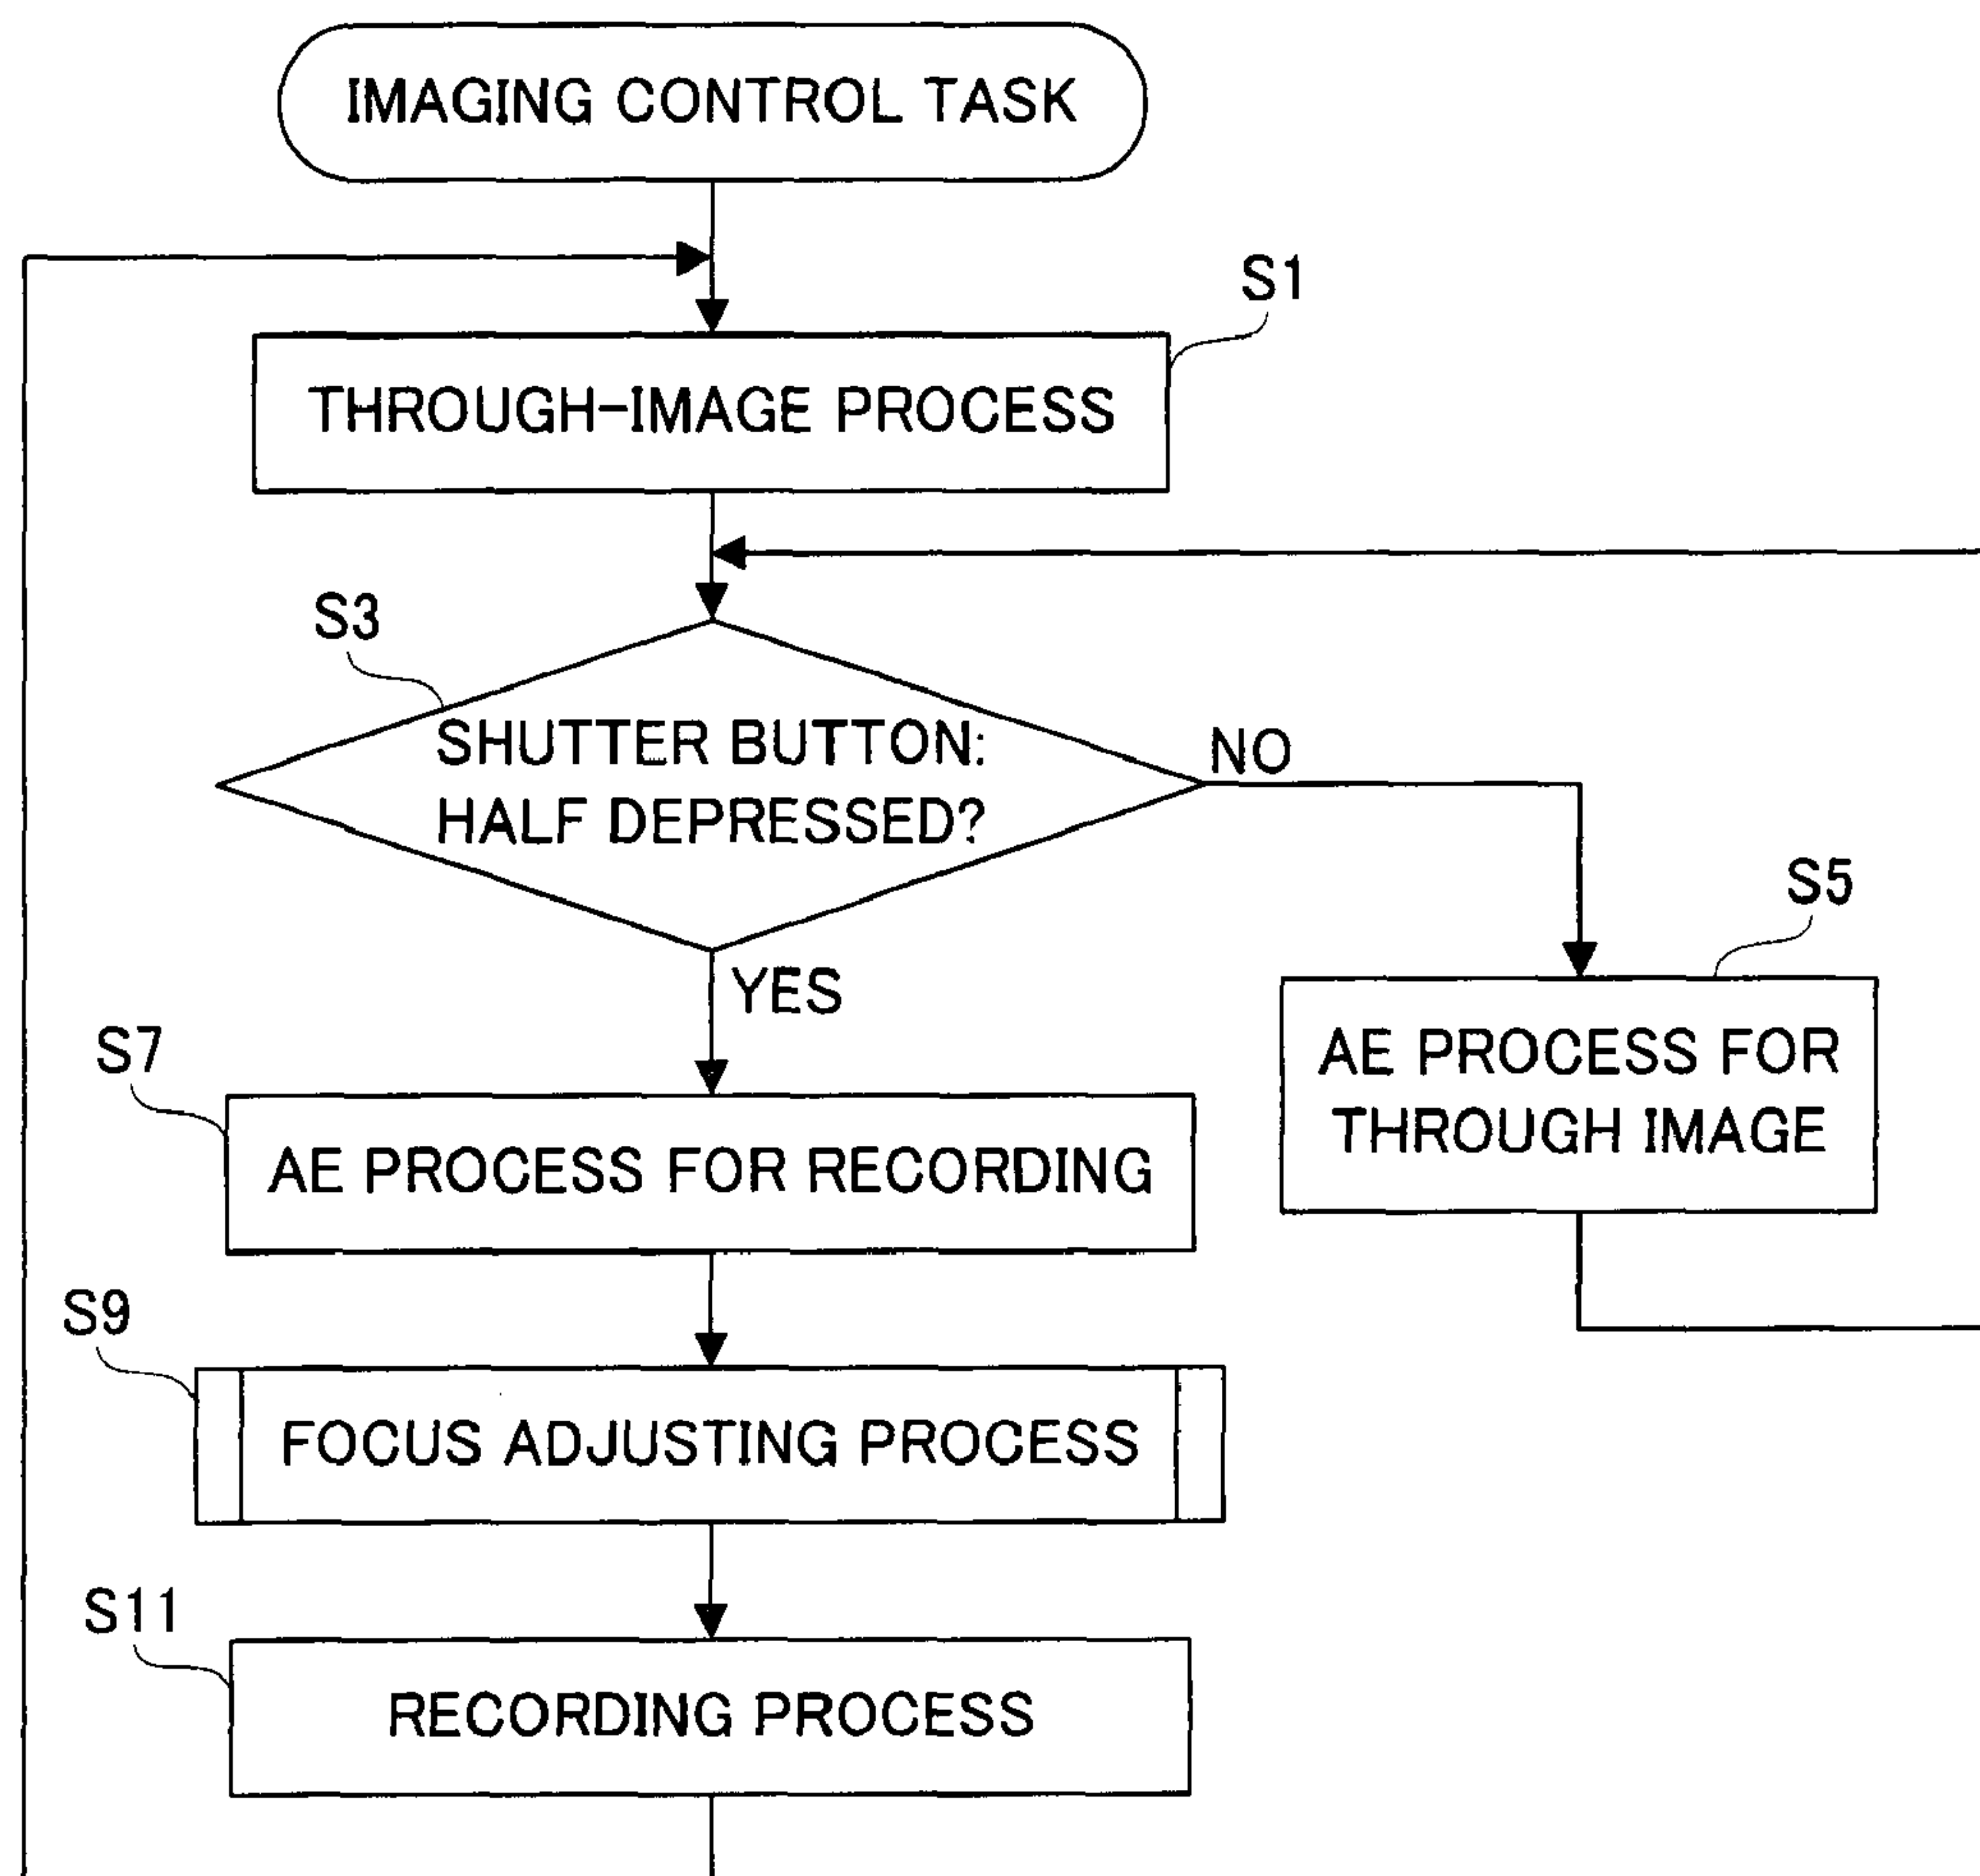 IMAGING CONTROL TASK
S1
THROUGH-IMAGE PROCESS
S3
SHUTTER BUTTON:
HALF DEPRESSED?
NO
YES
S5
AE PROCESS FOR
THROUGH IMAGE
S7
AE PROCESS FOR RECORDING
S9
FOCUS ADJUSTING PROCESS
S11
RECORDING PROCESS